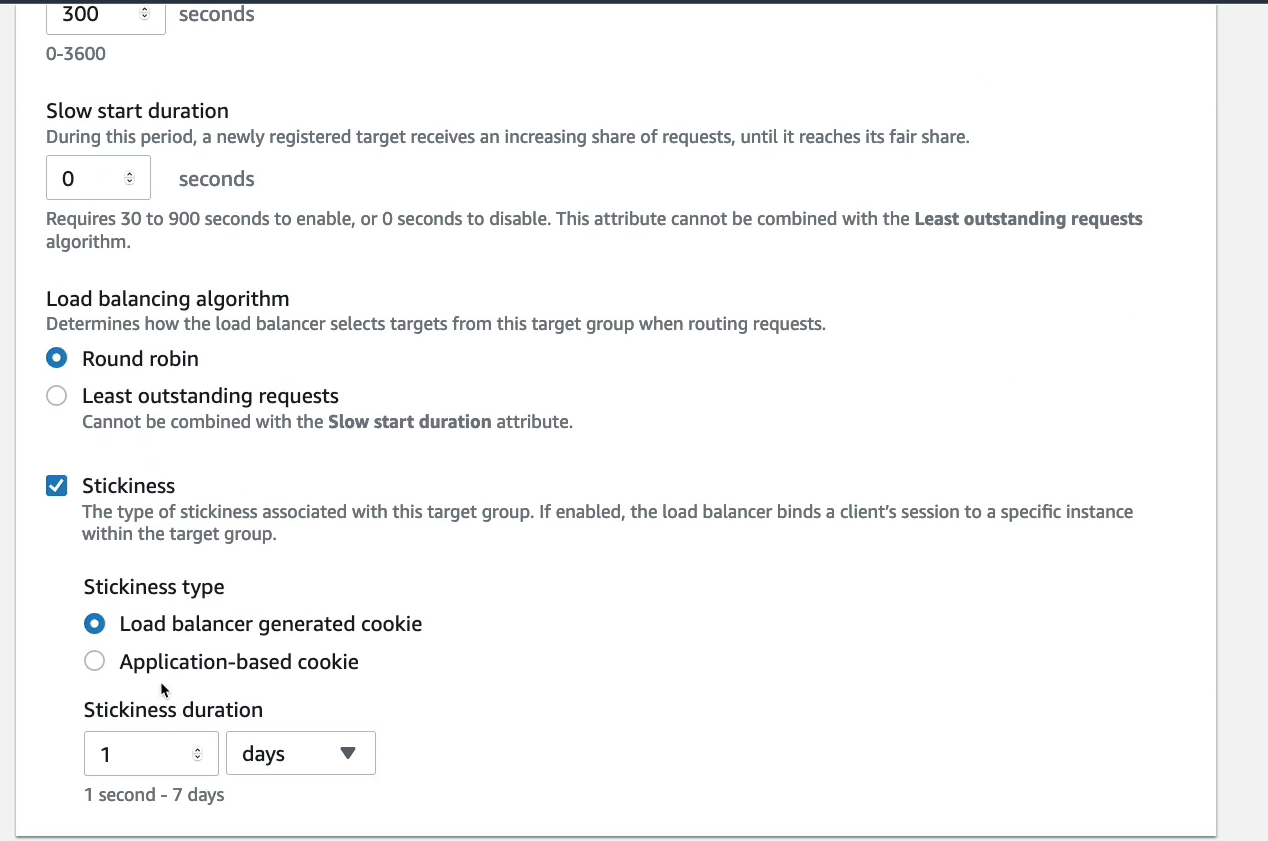 300 seconds
0-3600
Slow start duration
During this period, a newly registered target receives an increasing share of requests, until it reaches its fair share.
0 seconds
Requires 30 to 900 seconds to enable, or 0 seconds to disable. This attribute cannot be combined with the Least outstanding requests
algorithm.
Load balancing algorithm
Determines how the load balancer selects targets from this target group when routing requests.
Round robin
Least outstanding requests
Cannot be combined with the Slow start duration attribute.
Stickiness
The type of stickiness associated with this target group. If enabled, the load balancer binds a client’s session to a specific instance
within the target group.
Stickiness type
Load balancer generated cookie
Application-based cookie
Stickiness duration
1 days
1 second - 7 days